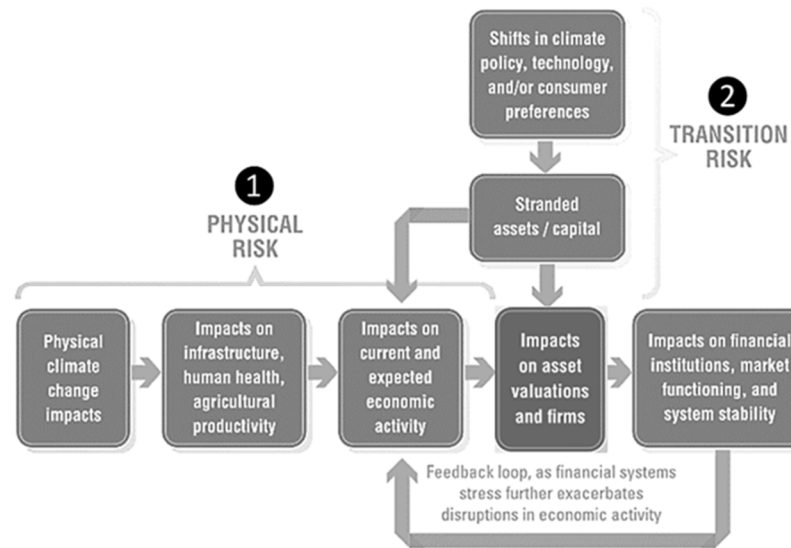 Shifts in climate
policy, technology,
and/or consumer
preferences
2
TRANSITION
RISK
1
PHYSICAL
RISK
Stranded
assets / capital
Physical
climate
change
impacts
Impacts on
infrastructure,
human health,
agricultural
productivity
Impacts on
current and
expected
economic
activity
Impacts
on asset
valuations
and firms
Impacts on financial
institutions, market
functioning, and
system stability
Feedback loop, as financial systems
stress further exacerbates
disruptions in economic activity